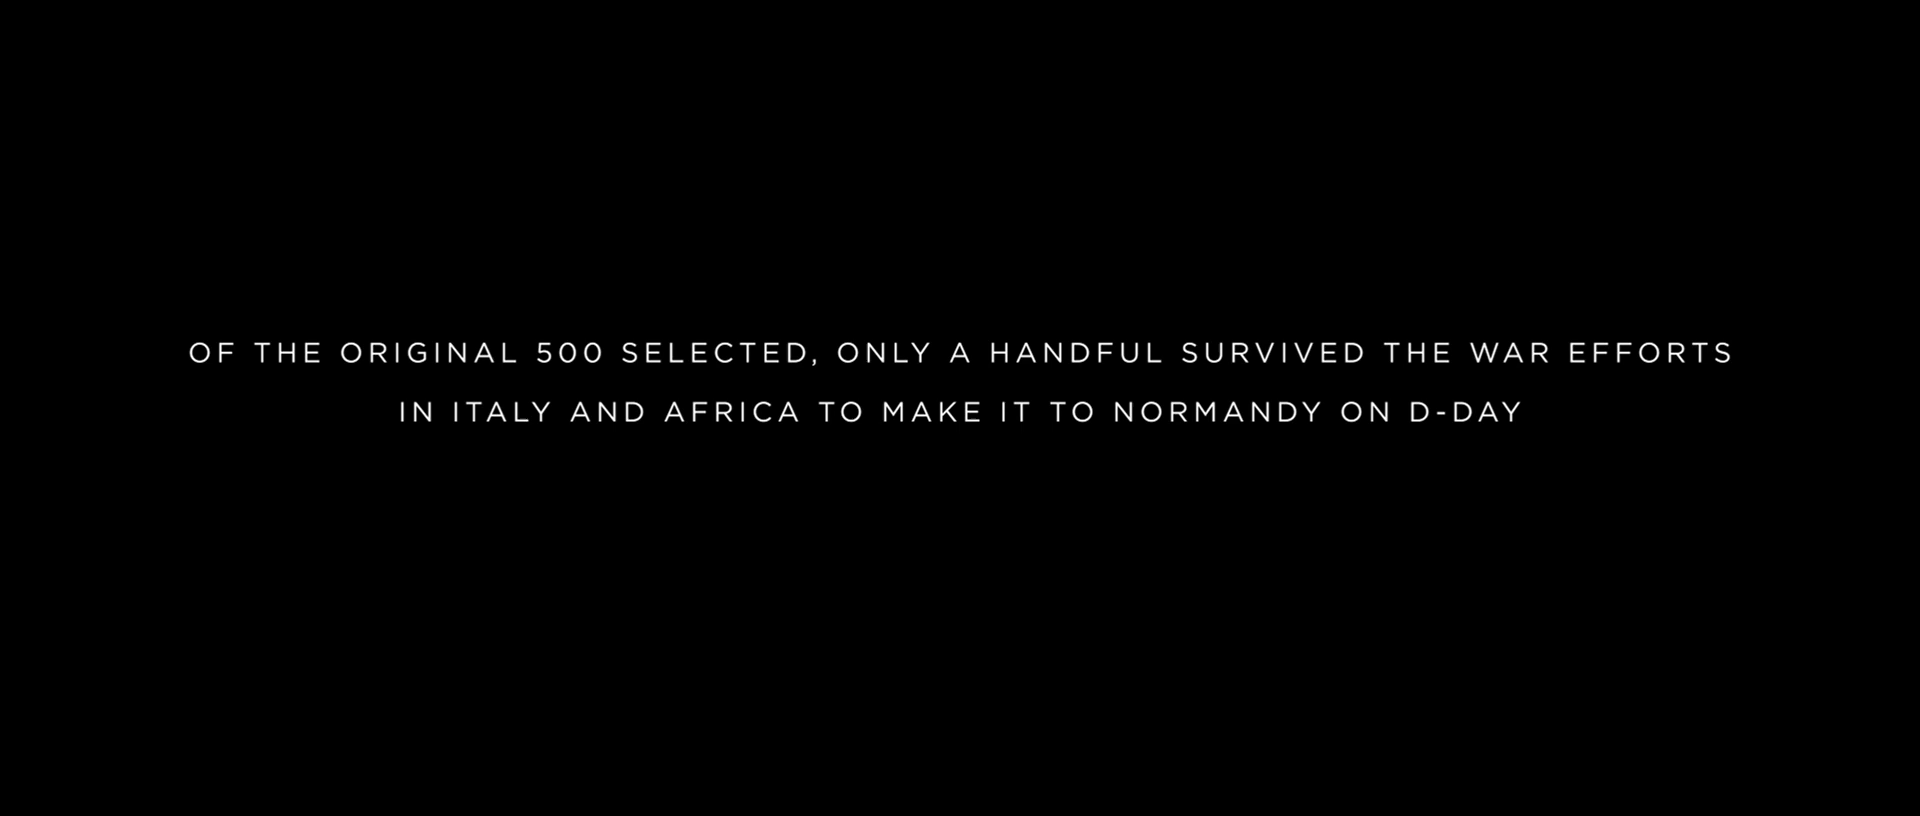 OF THE ORIGINAL 500 SELECTED, ONLY A HANDFUL SURVIVED THE WAR EFFORTS
IN ITALY AND AFRICA TO MAKE IT TO NORMANDY ON D-DAY